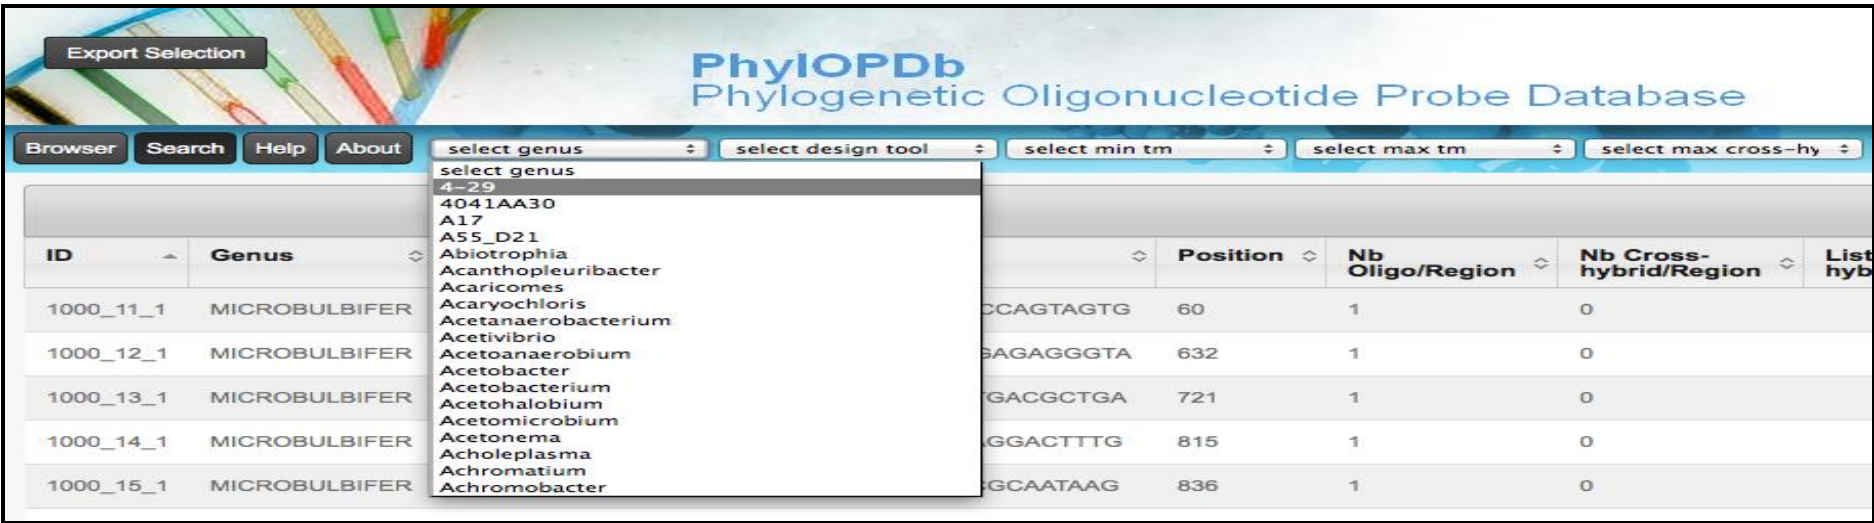 Export Selection
PhylOPDb
Phylogenetic Oligonucleotide Probe Database
Browser Search Help About select genus select design tool select min tm select max tm select max cross-hy
select genus
4-29
4041AA30
A17
A55_D21
Abiotrophia
Acanthopleuribacter
Acaricomes
Acaryochloris
Acetanaerobacterium
Acetivibrio
Acetoanaerobium
Acetobacter
Acetobacterium
Acetohalobium
Acetomicrobium
Acetonema
Acholeplasma
Achromatium
Achromobacter
ID Genus Position Nb Oligo/Region Nb Cross-hybrid/Region List hyb
1000_11_1 MICROBULBIFER CCAGTAGTG 60 1 0
1000_12_1 MICROBULBIFER GAGAGGGTA 632 1 0
1000_13_1 MICROBULBIFER GACGCTGA 721 1 0
1000_14_1 MICROBULBIFER GGACTTTG 815 1 0
1000_15_1 MICROBULBIFER GCAATAAG 836 1 0